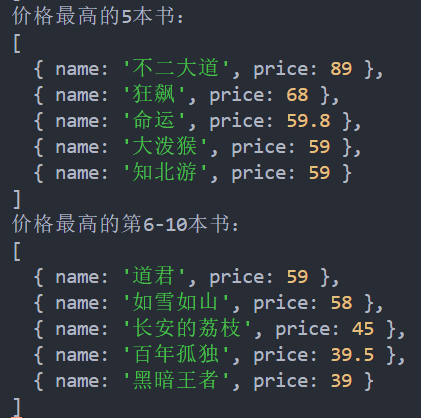 价格最高的5本书：
[
  { name: '不二大道', price: 89 },
  { name: '狂飙', price: 68 },
  { name: '命运', price: 59.8 },
  { name: '大泼猴', price: 59 },
  { name: '知北游', price: 59 }
]
价格最高的第6-10本书：
[
  { name: '道君', price: 59 },
  { name: '如雪如山', price: 58 },
  { name: '长安的荔枝', price: 45 },
  { name: '百年孤独', price: 39.5 },
  { name: '黑暗王者', price: 39 }
]